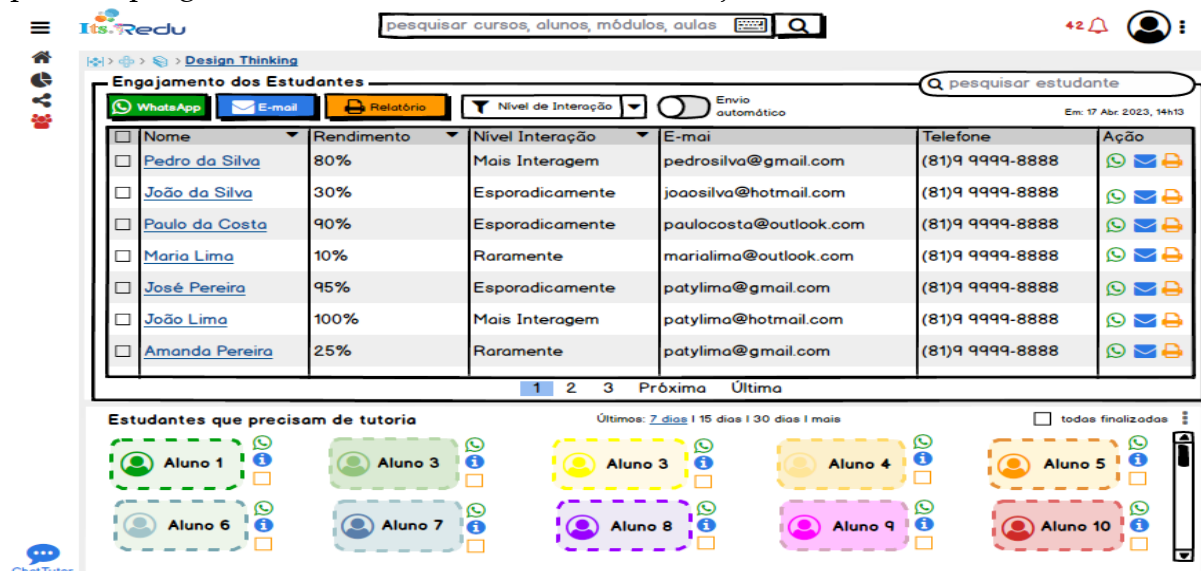 Its.Redu
pesquisar cursos, alunos, módulos, aulas
42
> > > Design Thinking
Engajamento dos Estudantes
pesquisar estudante
WhatsApp E-mail Relatório Nivel de Interação Envio automático
Em: 17 Abr. 2023, 14h13
Nome Rendimento Nivel Interação E-mai Telefone Ação
Pedro da Silva 80% Mais Interagem pedrosilva@gmail.com (81)9 9999-8888
João da Silva 30% Esporadicamente joaosilva@hotmail.com (81)9 9999-8888
Paulo da Costa 90% Esporadicamente paulocosta@outlook.com (81)9 9999-8888
Maria Lima 10% Raramente marialima@outlook.com (81)9 9999-8888
José Pereira 95% Esporadicamente patylima@gmail.com (81)9 9999-8888
João Lima 100% Mais Interagem patylima@hotmail.com (81)9 9999-8888
Amanda Pereira 25% Raramente patylima@gmail.com (81)9 9999-8888
1 2 3 Próxima Última
Estudantes que precisam de tutoria Últimos: 7 dias | 15 dias | 30 dias | mais todas finalizadas
Aluno 1 Aluno 3 Aluno 3 Aluno 4 Aluno 5
Aluno 6 Aluno 7 Aluno 8 Aluno 9 Aluno 10